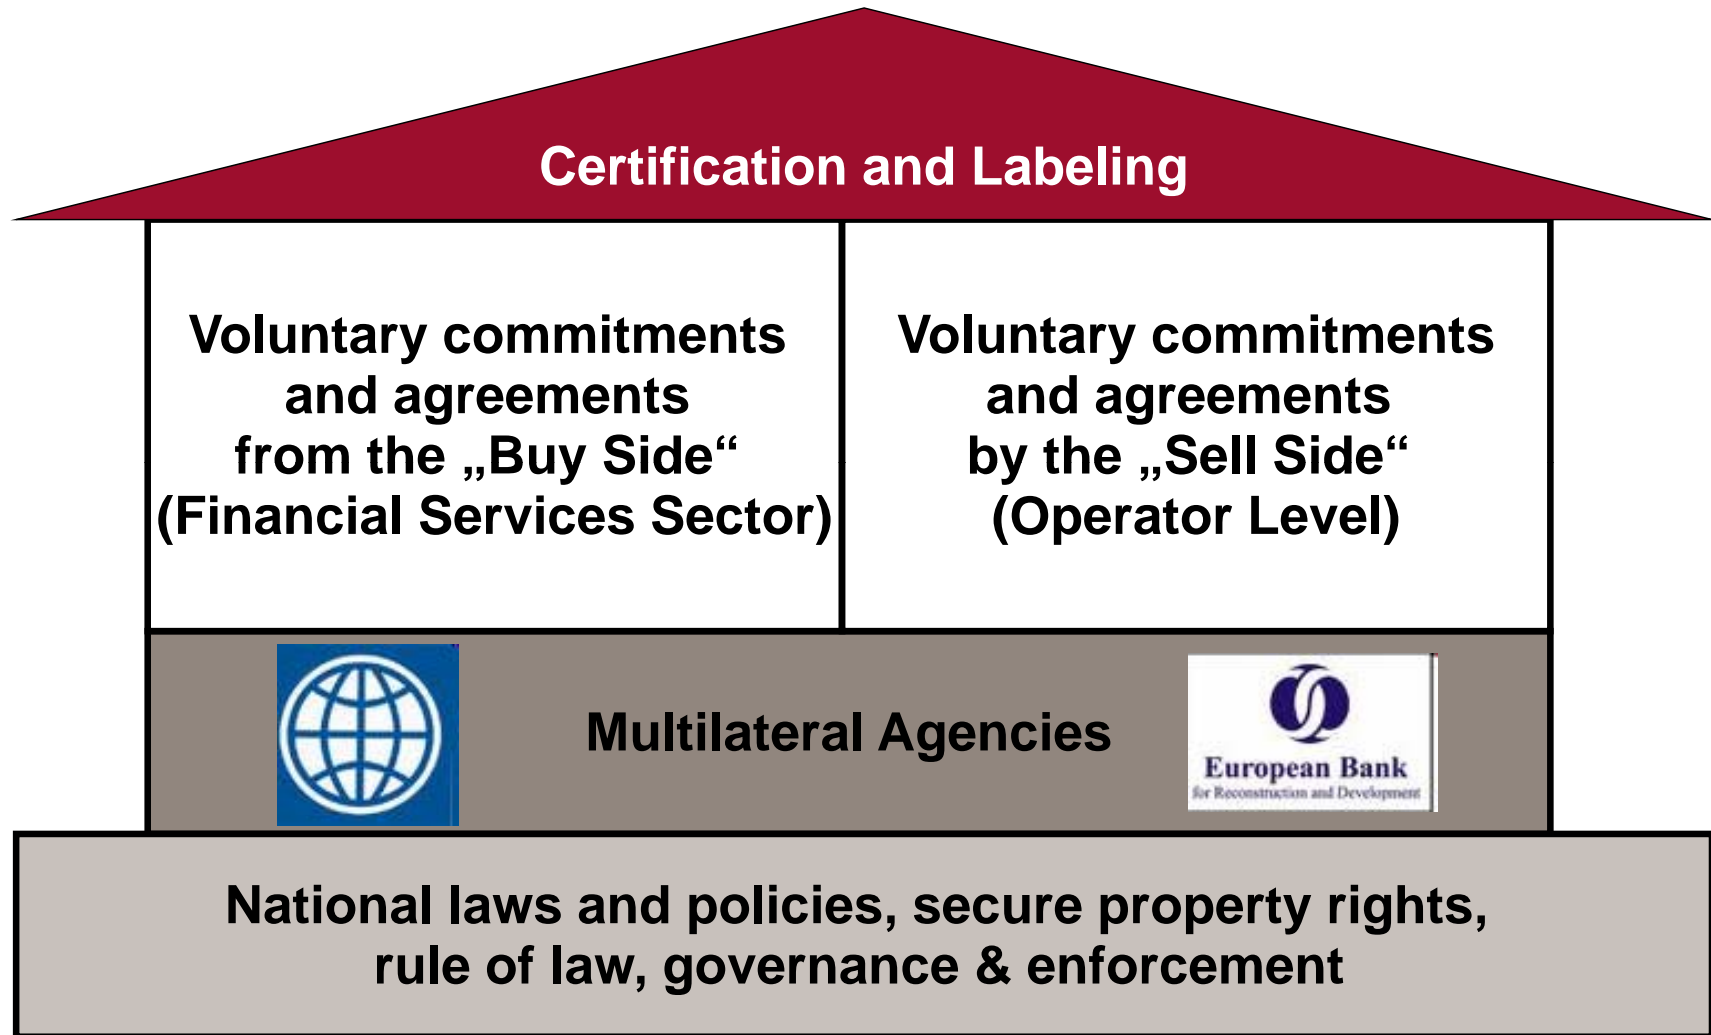 Certification and Labeling
Voluntary commitments
and agreements
from the „Buy Side“
(Financial Services Sector)
Voluntary commitments
and agreements
by the „Sell Side“
(Operator Level)
Multilateral Agencies
European Bank
for Reconstruction and Development
National laws and policies, secure property rights,
rule of law, governance & enforcement